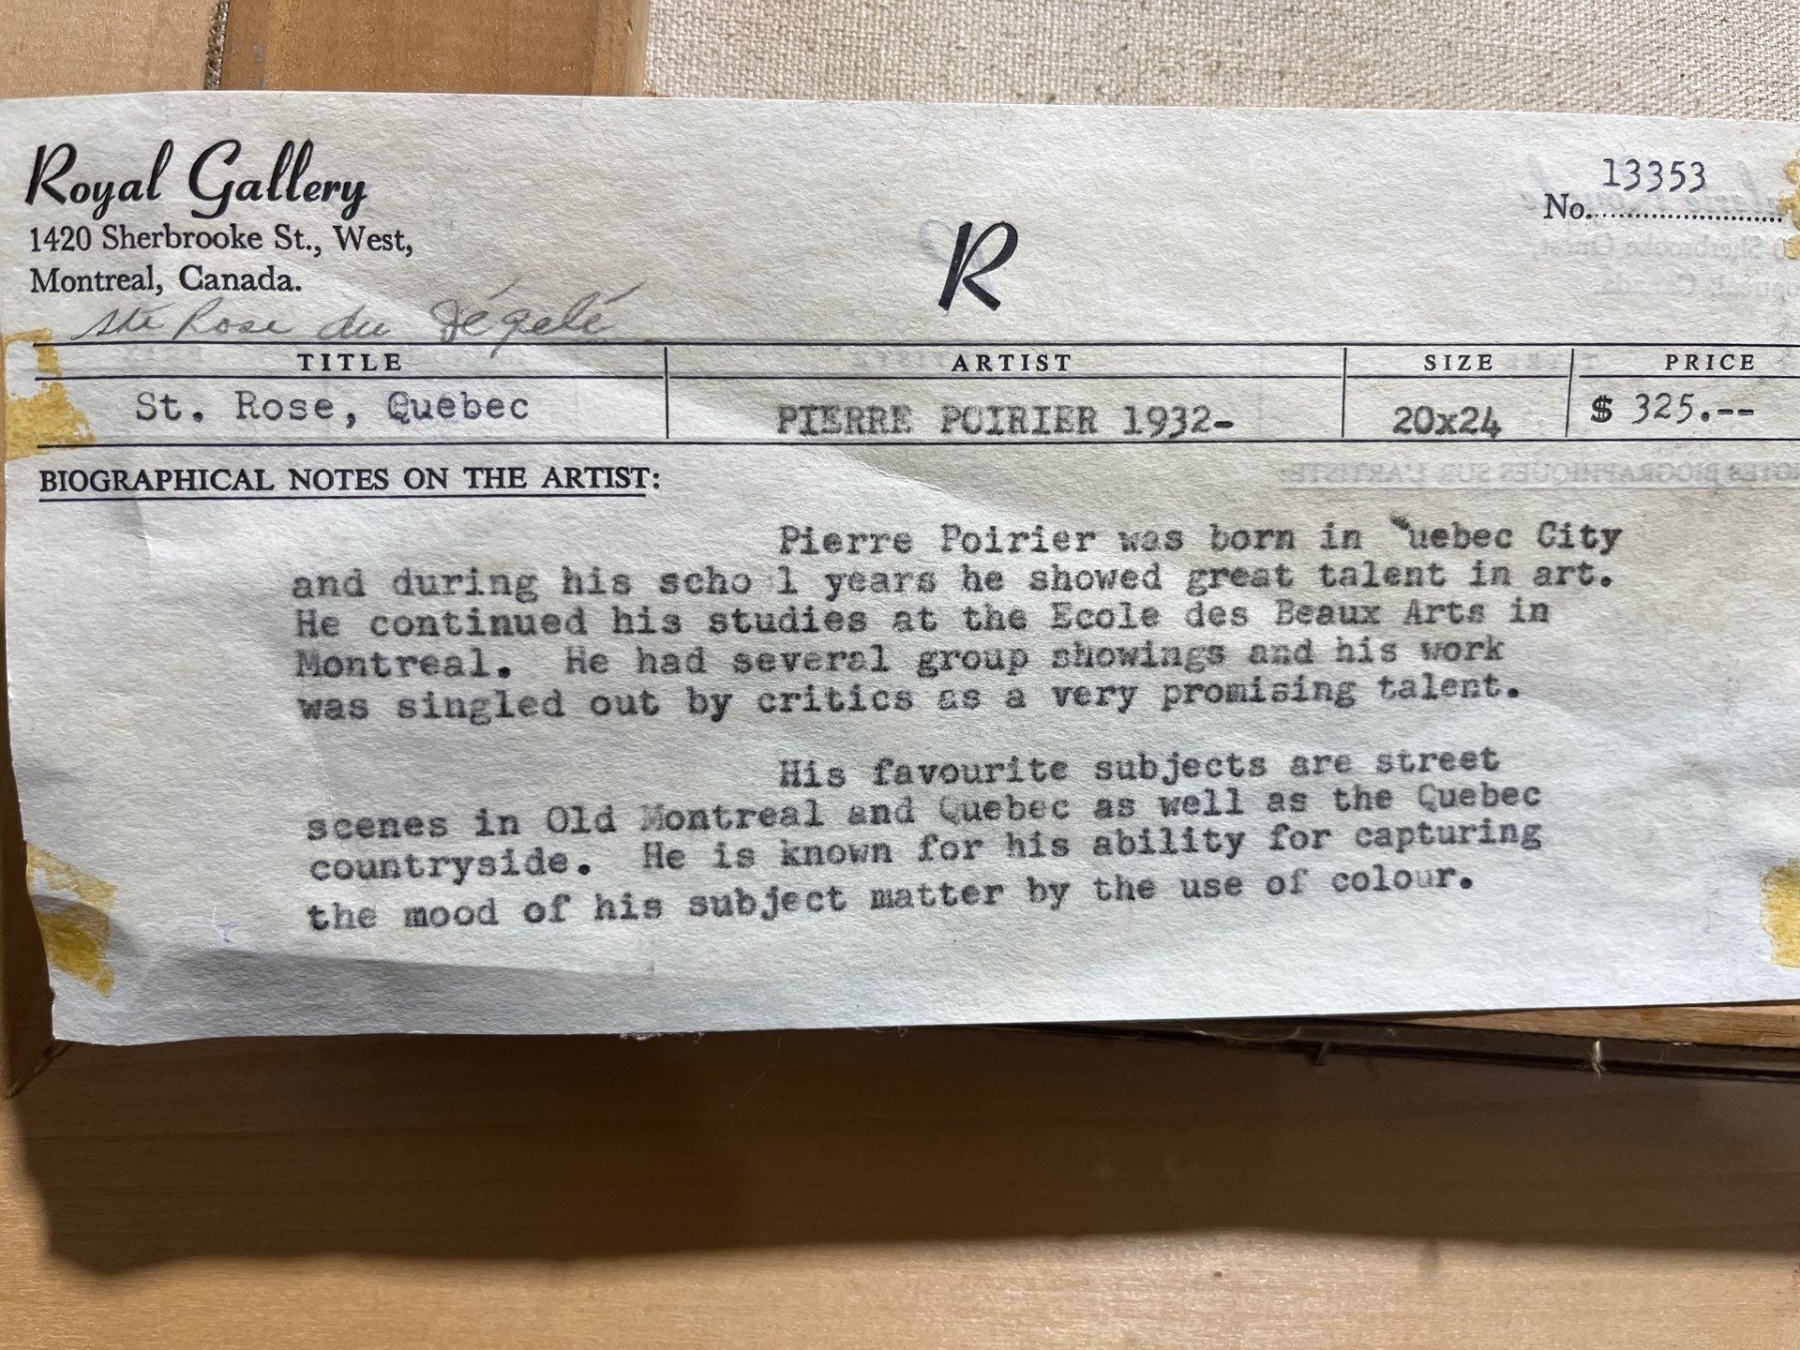 Royal Gallery
1420 Sherbrooke St., West,
Montreal, Canada.
R
No. 13353
Ste Rose du Dégelé
TITLE ARTIST SIZE PRICE
St. Rose, Quebec PIERRE POIRIER 1932- 20x24 $ 325.--
BIOGRAPHICAL NOTES ON THE ARTIST:
Pierre Poirier was born in uebec City
and during his scho l years he showed great talent in art.
He continued his studies at the Ecole des Beaux Arts in
Montreal. He had several group showings and his work
was singled out by critics as a very promising talent.
His favourite subjects are street
scenes in Old Montreal and Quebec as well as the Quebec
countryside. He is known for his ability for capturing
the mood of his subject matter by the use of colour.